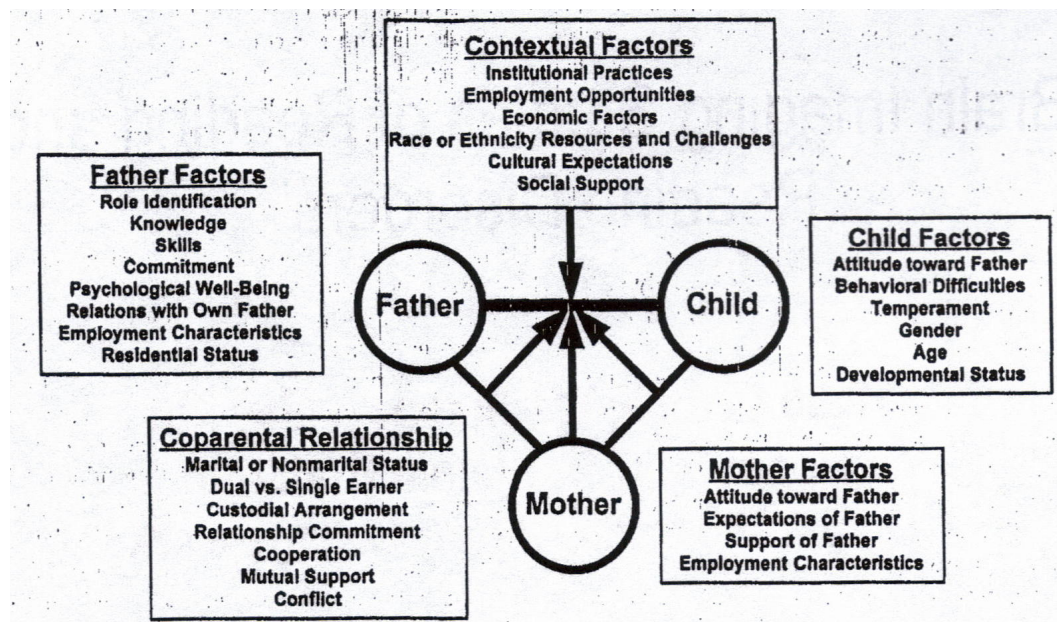 Contextual Factors
Institutional Practices
Employment Opportunities
Economic Factors
Race or Ethnicity Resources and Challenges
Cultural Expectations
Social Support
Father Factors
Role Identification
Knowledge
Skills
Commitment
Psychological Well-Being
Relations with Own Father
Employment Characteristics
Residential Status
Father
Child
Child Factors
Attitude toward Father
Behavioral Difficulties
Temperament
Gender
Age
Developmental Status
Coparental Relationship
Marital or Nonmarital Status
Dual vs. Single Earner
Custodial Arrangement
Relationship Commitment
Cooperation
Mutual Support
Conflict
Mother
Mother Factors
Attitude toward Father
Expectations of Father
Support of Father
Employment Characteristics